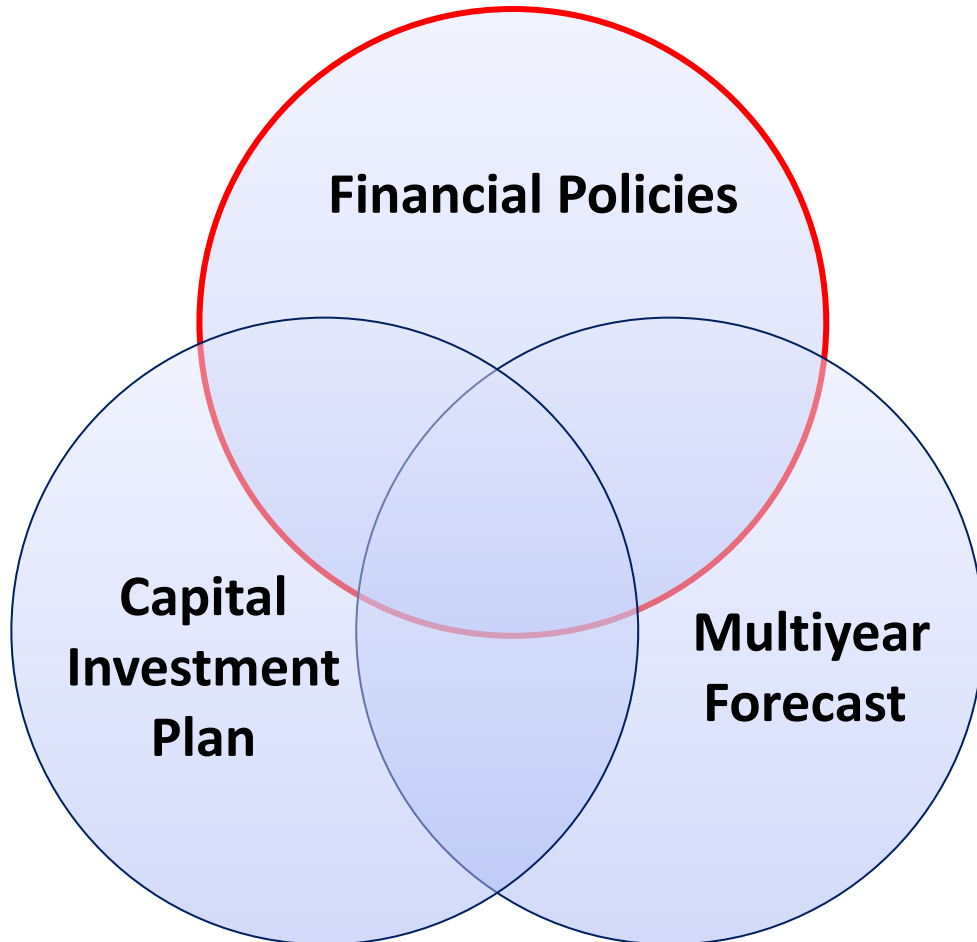 Financial Policies
Capital
Investment
Plan
Multiyear
Forecast